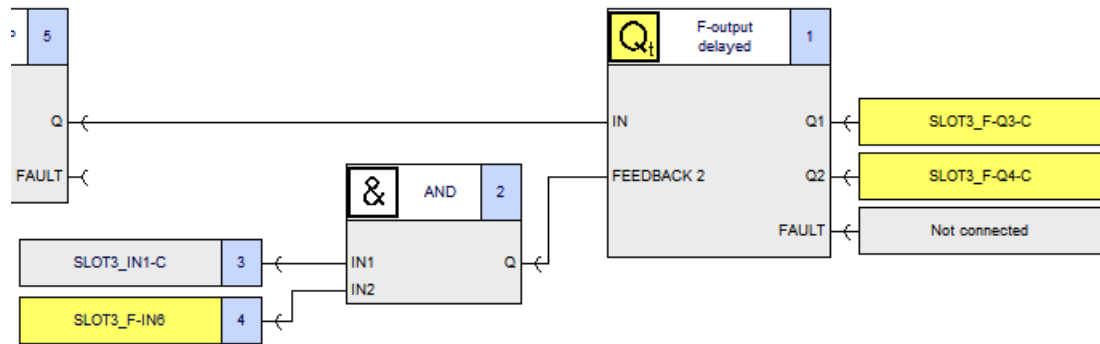 5
Q
FAULT
Qt
F-output
delayed
1
IN
FEEDBACK 2
Q1
Q2
FAULT
SLOT3_F-Q3-C
SLOT3_F-Q4-C
Not connected
&
AND
2
IN1
IN2
Q
SLOT3_IN1-C
3
SLOT3_F-IN6
4